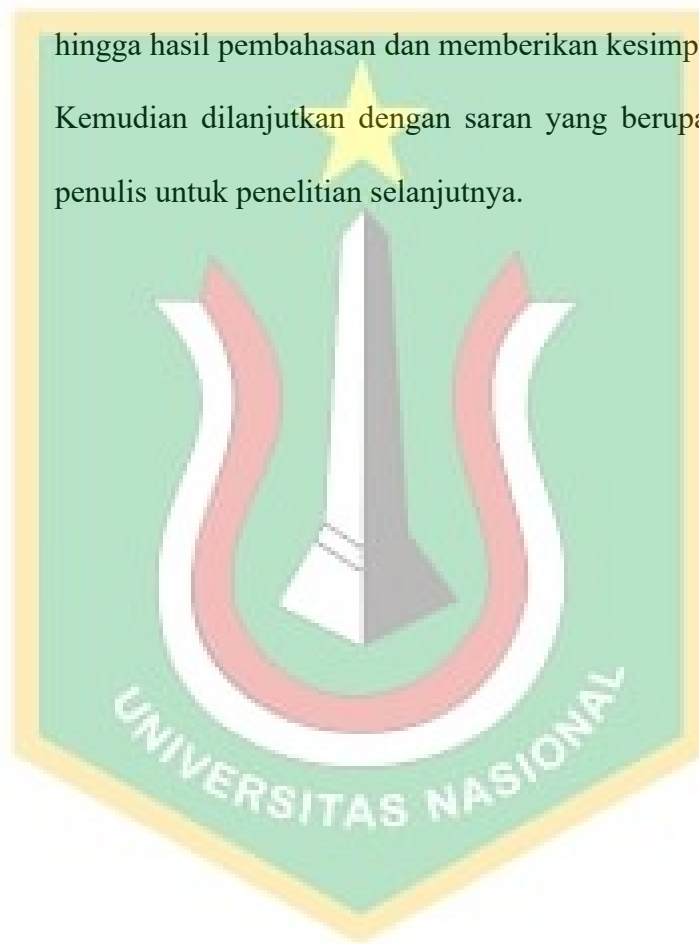 hingga hasil pembahasan dan memberikan kesimp
Kemudian dilanjutkan dengan saran yang berupa
penulis untuk penelitian selanjutnya.
UNIVERSITAS NASIONAL